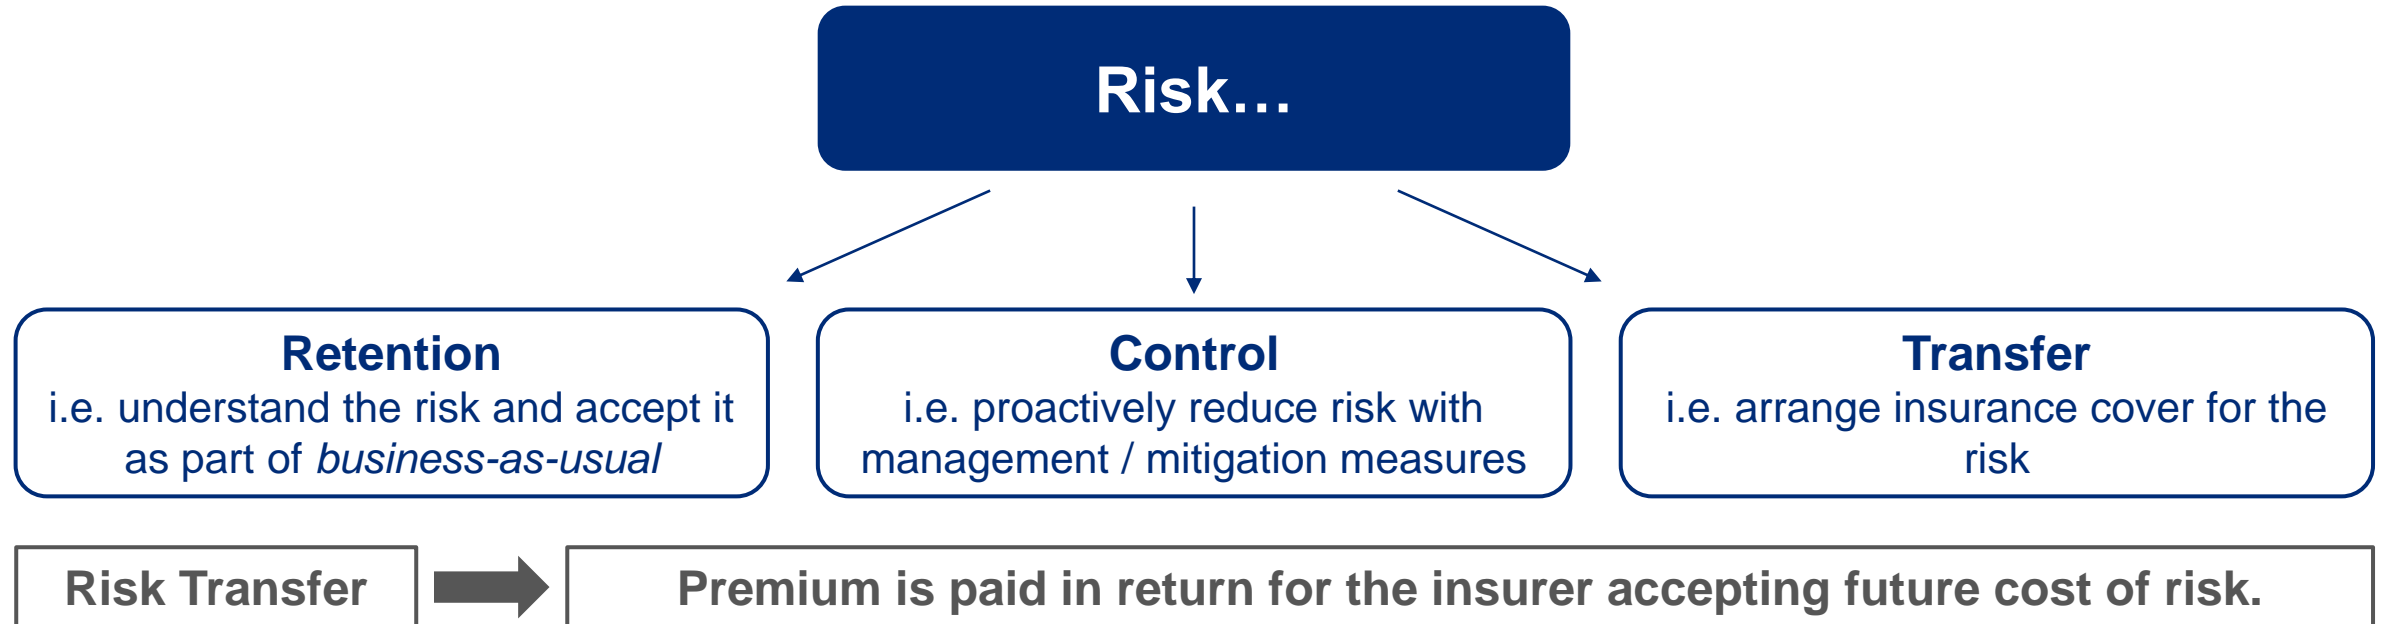 Risk…
Retention
i.e. understand the risk and accept it
as part of business-as-usual
Control
i.e. proactively reduce risk with
management / mitigation measures
Transfer
i.e. arrange insurance cover for the
risk
Risk Transfer
Premium is paid in return for the insurer accepting future cost of risk.